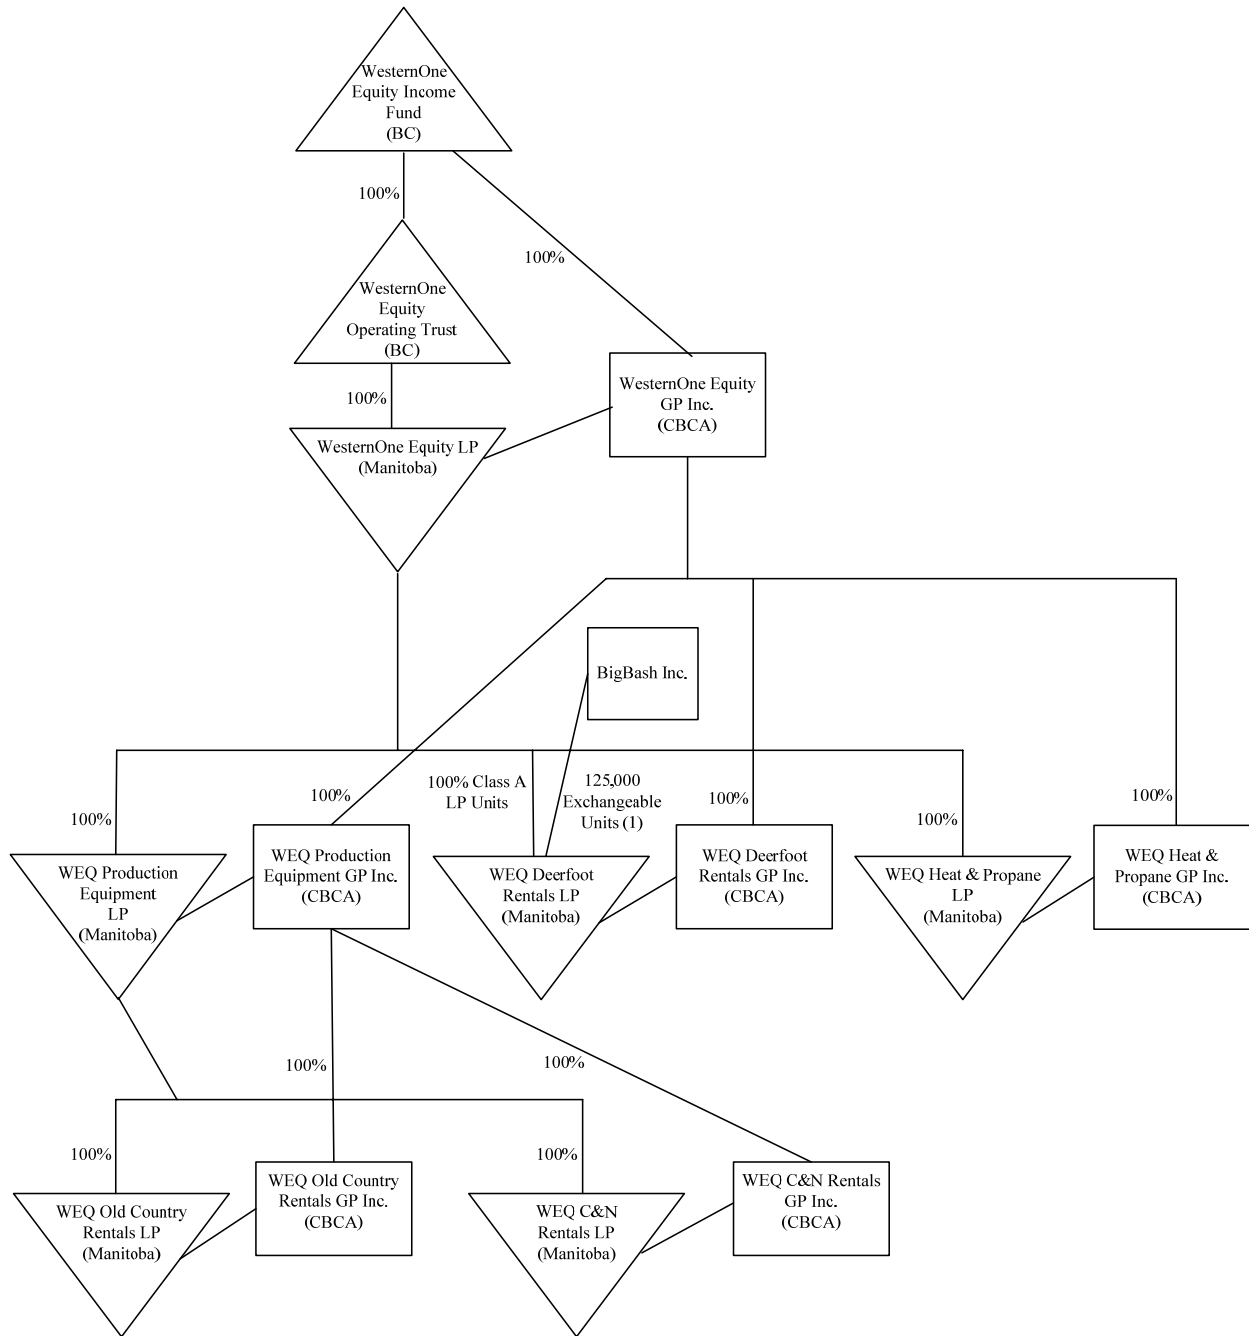 WesternOne
Equity Income
Fund
(BC)
100%
100%
WesternOne
Equity
Operating Trust
(BC)
100%
WesternOne Equity
GP Inc.
(CBCA)
WesternOne Equity LP
(Manitoba)
BigBash Inc.
100%
100%
100% Class A
LP Units
125,000
Exchangeable
Units (1)
100%
100%
100%
WEQ Production
Equipment
LP
(Manitoba)
WEQ Production
Equipment GP Inc.
(CBCA)
WEQ Deerfoot
Rentals LP
(Manitoba)
WEQ Deerfoot
Rentals GP Inc.
(CBCA)
WEQ Heat & Propane
LP
(Manitoba)
WEQ Heat &
Propane GP Inc.
(CBCA)
100%
100%
100%
100%
WEQ Old Country
Rentals LP
(Manitoba)
WEQ Old Country
Rentals GP Inc.
(CBCA)
WEQ C&N
Rentals LP
(Manitoba)
WEQ C&N Rentals
GP Inc.
(CBCA)